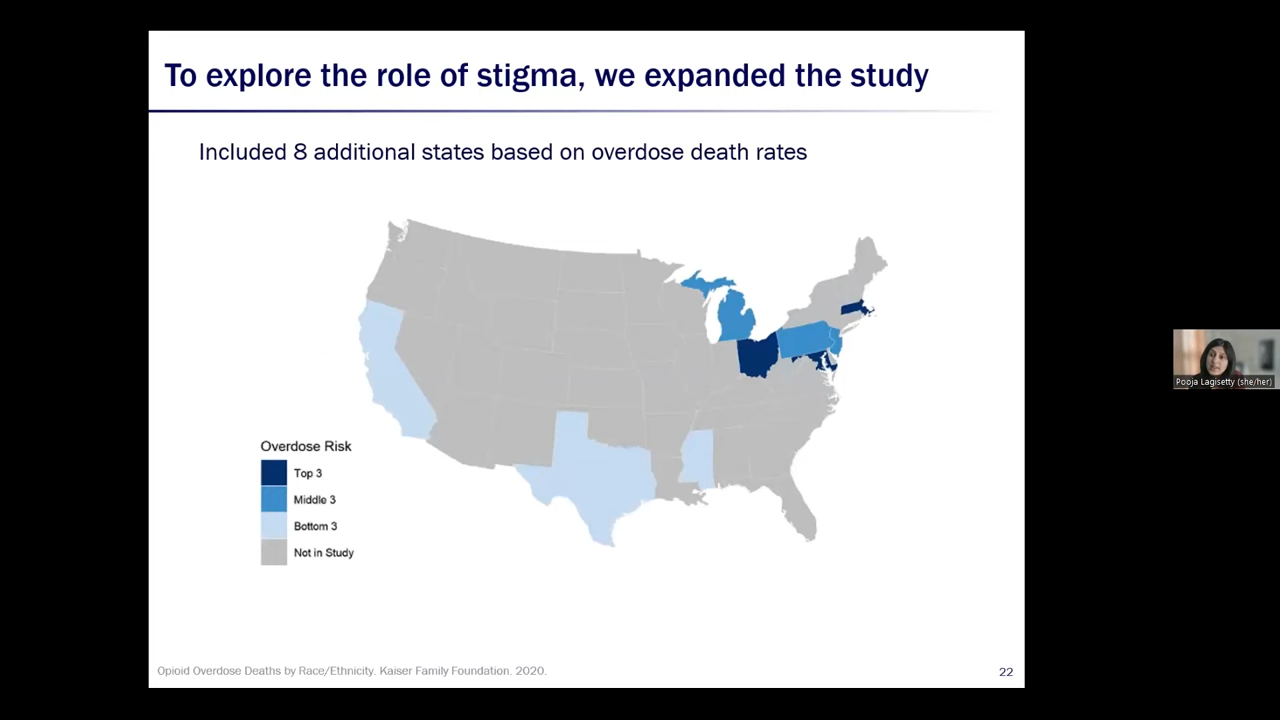 To explore the role of stigma, we expanded the study
Included 8 additional states based on overdose death rates
Overdose Risk
Top 3
Middle 3
Bottom 3
Not in Study
Pooja Lagisetty (she/her)
Opioid Overdose Deaths by Race/Ethnicity. Kaiser Family Foundation. 2020.
22